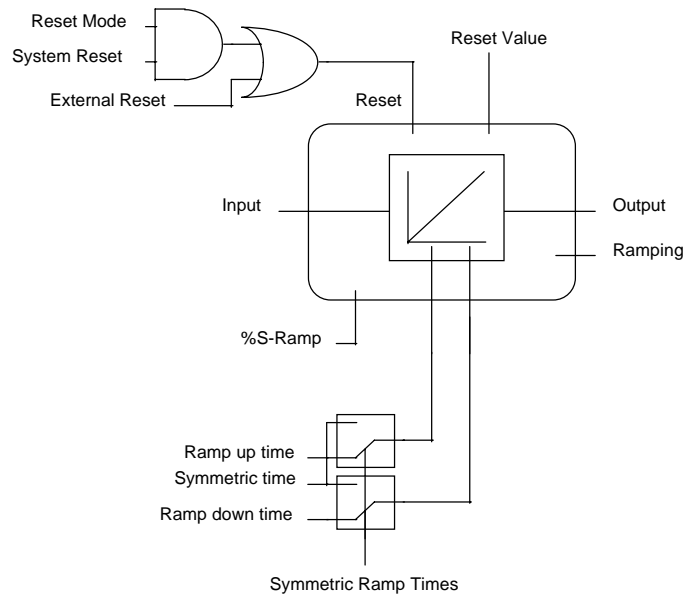 Reset Mode
System Reset
External Reset
Reset
Reset Value
Input
Output
Ramping
%S-Ramp
Ramp up time
Symmetric time
Ramp down time
Symmetric Ramp Times